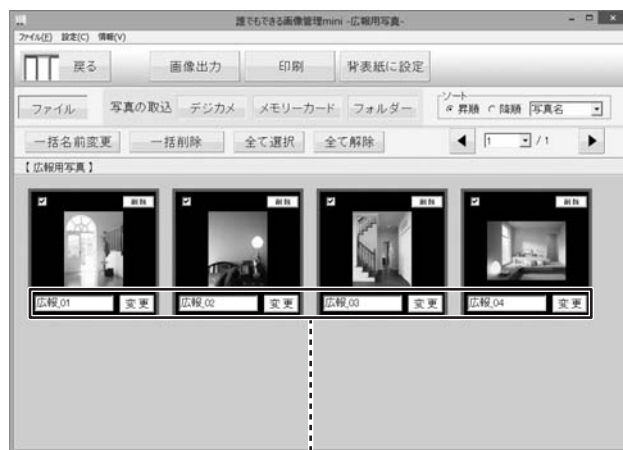 誰でもできる画像管理mini -広報用写真-
ファイル(F) 設定(C) 情報(V)
戻る 画像出力 印刷 背表紙に設定
ファイル 写真の取込 デジカメ メモリーカード フォルダー ソート 昇順 降順 写真名
一括名前変更 一括削除 全て選択 全て解除 1 / 1
【広報用写真】
削除 削除 削除 削除
広報_01 変更 広報_02 変更 広報_03 変更 広報_04 変更